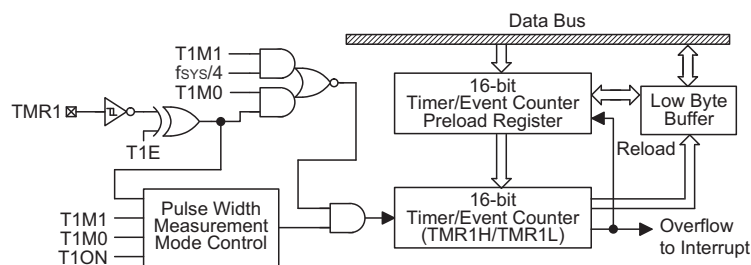 Data Bus
T1M1
fSYS/4
T1M0
TMR1
T1E
16-bit
Timer/Event Counter
Preload Register
Low Byte
Buffer
Reload
T1M1
T1M0
T1ON
Pulse Width
Measurement
Mode Control
16-bit
Timer/Event Counter
(TMR1H/TMR1L)
Overflow
to Interrupt